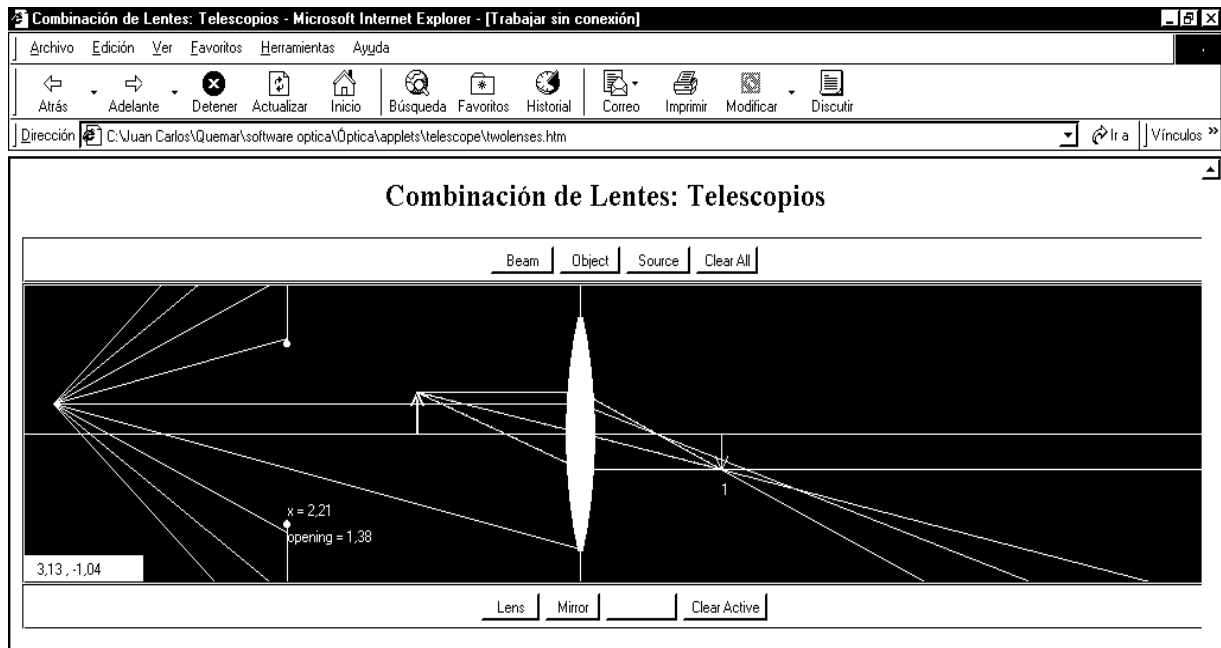 Combinación de Lentes: Telescopios - Microsoft Internet Explorer - [Trabajar sin conexión]
Archivo Edición Ver Favoritos Herramientas Ayuda
Atrás Adelante Detener Actualizar Inicio Búsqueda Favoritos Historial Correo Imprimir Modificar Discutir
Dirección C:\Juan Carlos\Quemar\software optica\Óptica\applets\telescope\twolenses.htm Ir a Vínculos »
Combinación de Lentes: Telescopios
Beam Object Source Clear All
1
x = 2,21
opening = 1,38
3,13 , -1,04
Lens Mirror Clear Active